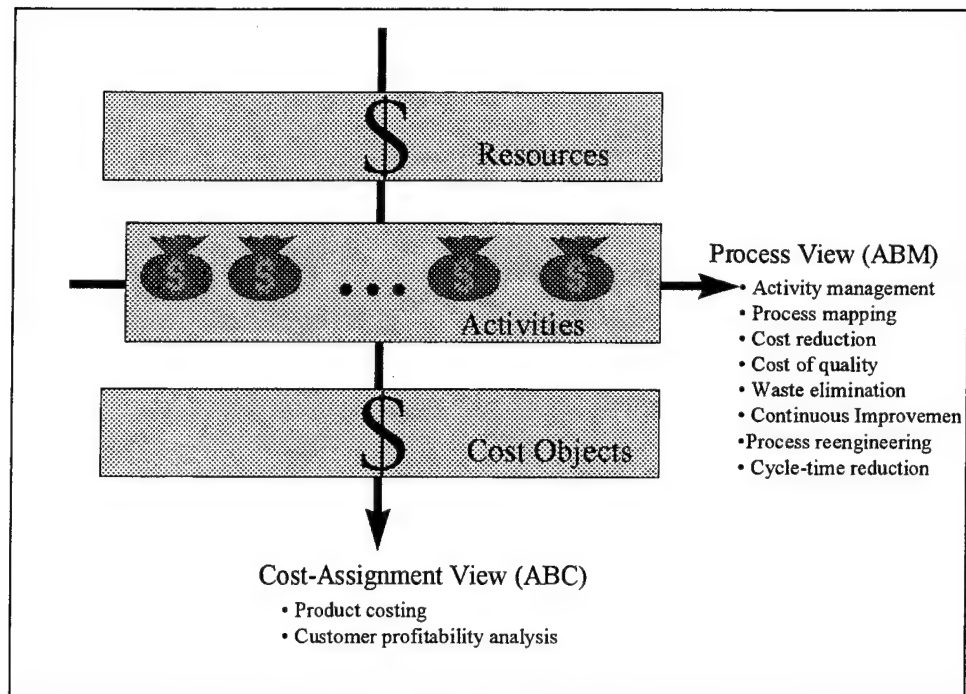 $
Resources
$ $ $ $
Activities
Process View (ABM)
• Activity management
• Process mapping
• Cost reduction
• Cost of quality
• Waste elimination
• Continuous Improvemen
•Process reengineering
• Cycle-time reduction
$
Cost Objects
Cost-Assignment View (ABC)
• Product costing
• Customer profitability analysis